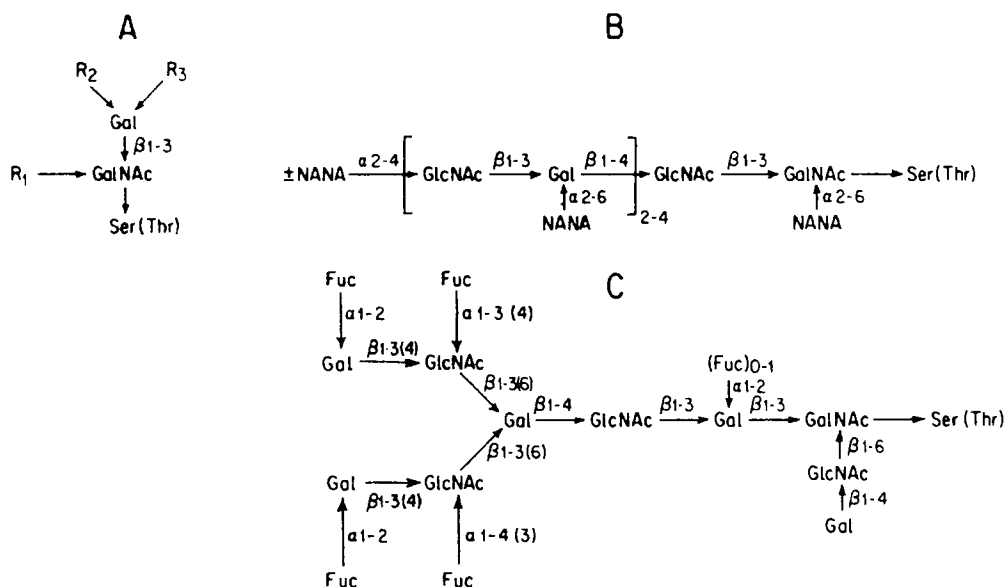 A
R2 R3
Gal
β1-3
R1 GalNAc
Ser(Thr)
B
±NANA α2-4 [ GlcNAc β1-3 Gal β1-4 ]2-4 GlcNAc β1-3 GalNAc Ser(Thr)
α2-6 α2-6
NANA NANA
C
Fuc Fuc
α1-2 α1-3(4)
Gal β1-3(4) GlcNAc
(Fuc)0-1
α1-2
β1-3(6)
Gal β1-4 GlcNAc β1-3 Gal β1-3 GalNAc Ser(Thr)
β1-3(6) β1-6
Gal β1-3(4) GlcNAc GlcNAc
β1-4
Gal
α1-2 α1-4(3)
Fuc Fuc